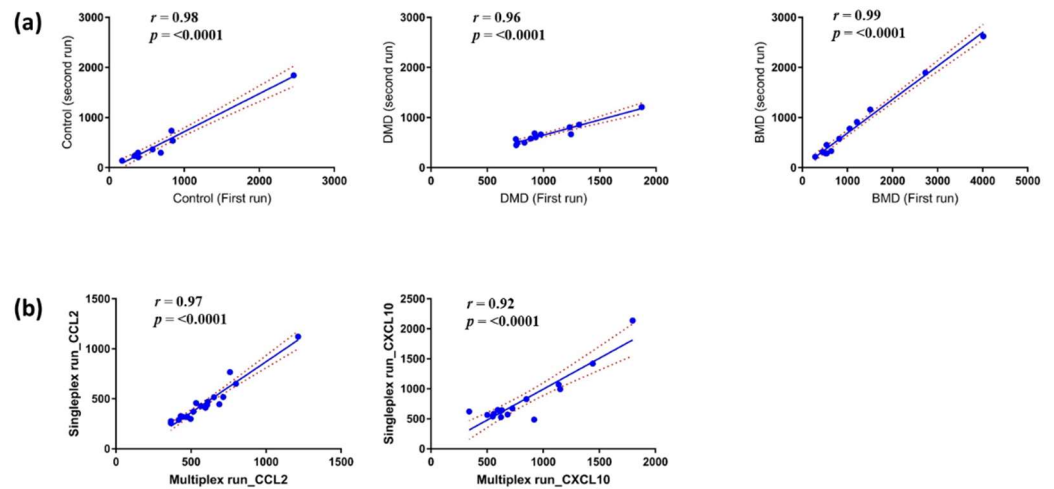 (a)
r = 0.98
p = <0.0001
Control (second run)
3000
2000
1000
0
0
1000
2000
3000
Control (First run)
r = 0.96
p = <0.0001
DMD (second run)
3000
2000
1000
0
0
500
1000
1500
2000
DMD (First run)
r = 0.99
p = <0.0001
BMD (second run)
3000
2000
1000
0
0
1000
2000
3000
4000
5000
BMD (First run)
(b)
r = 0.97
p = <0.0001
Singleplex run_CCL2
1500
1000
500
0
0
500
1000
1500
Multiplex run_CCL2
r = 0.92
p = <0.0001
Singleplex run_CXCL10
2500
2000
1500
1000
500
0
0
500
1000
1500
2000
Multiplex run_CXCL10